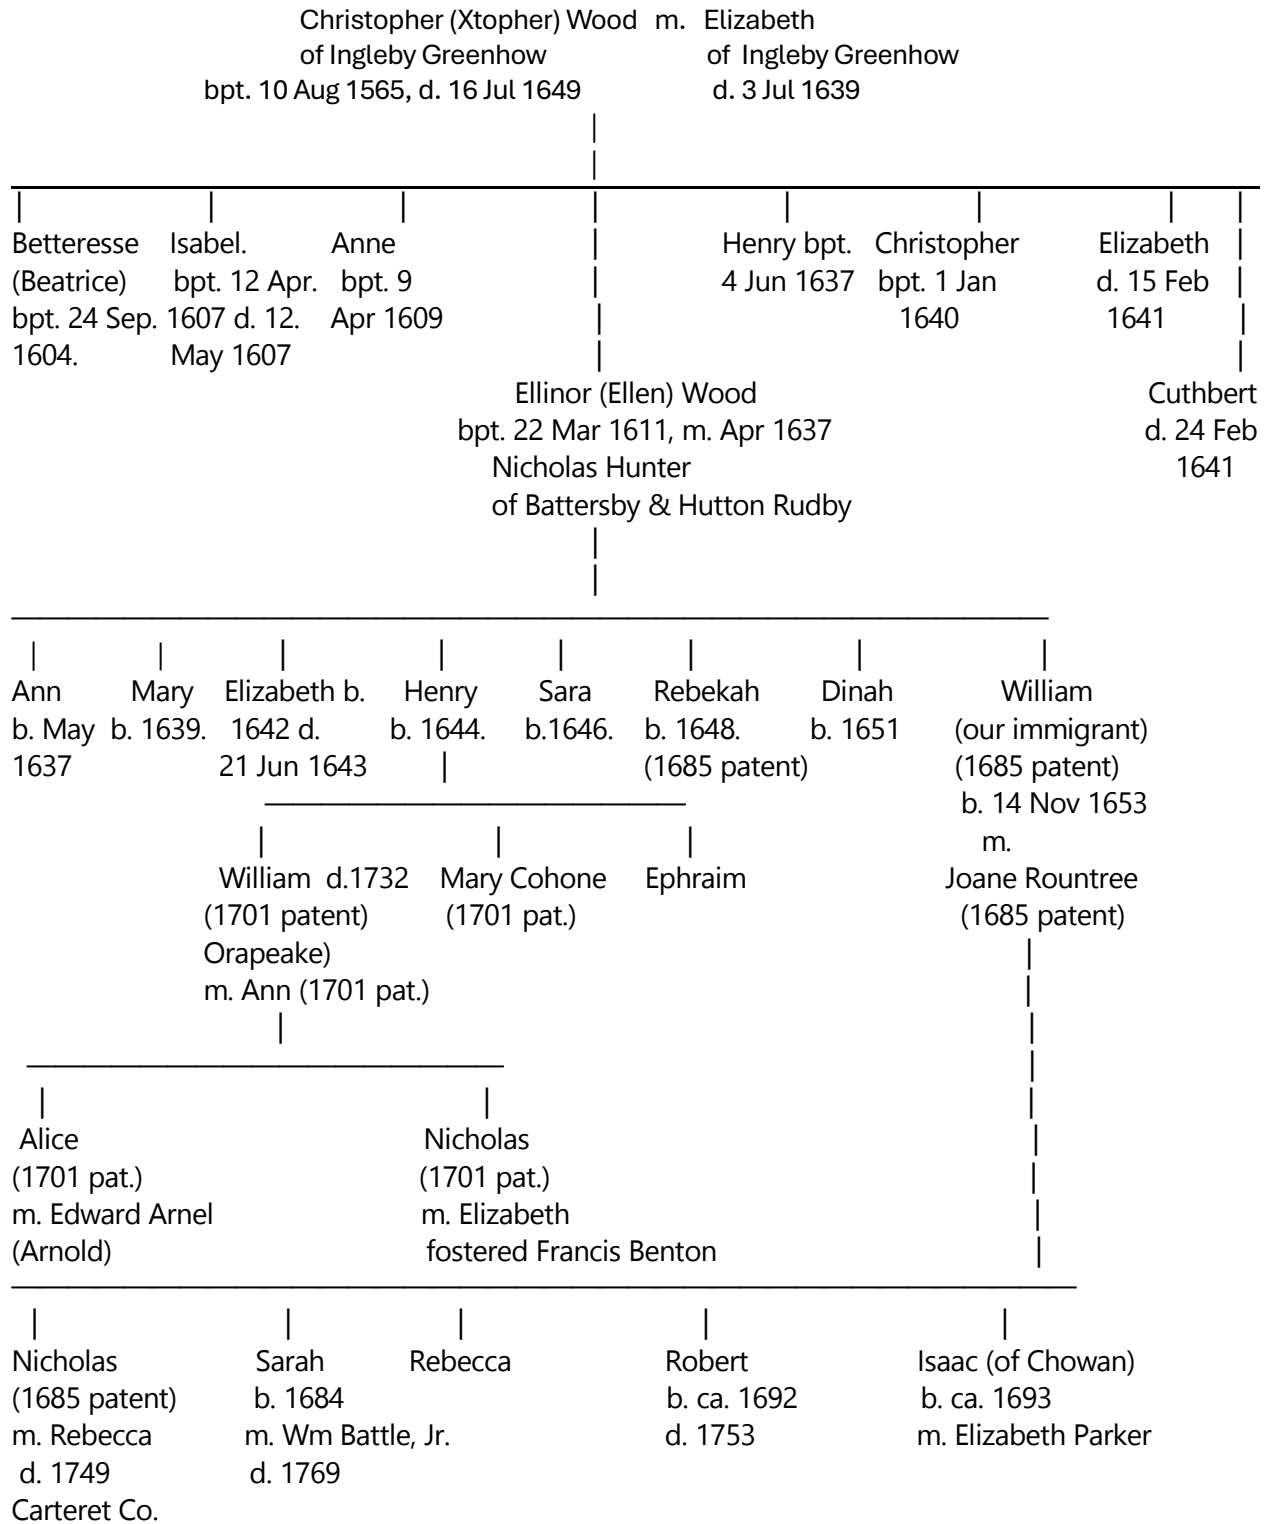 Christopher (Xtopher) Wood m. Elizabeth
of Ingleby Greenhow of Ingleby Greenhow
bpt. 10 Aug 1565, d. 16 Jul 1649 d. 3 Jul 1639
Betteresse Isabel. Anne Henry bpt. Christopher Elizabeth
(Beatrice) bpt. 12 Apr. bpt. 9 4 Jun 1637 bpt. 1 Jan d. 15 Feb
bpt. 24 Sep. 1607 d. 12. Apr 1609 1640 1641
1604. May 1607
Ellinor (Ellen) Wood Cuthbert
bpt. 22 Mar 1611, m. Apr 1637 d. 24 Feb
Nicholas Hunter 1641
of Battersby & Hutton Rudby
Ann Mary Elizabeth b. Henry Sara Rebekah Dinah William
b. May b. 1639. 1642 d. b. 1644. b.1646. b. 1648. b. 1651 (our immigrant)
1637 21 Jun 1643 (1685 patent) (1685 patent)
b. 14 Nov 1653
m.
William d.1732 Mary Cohone Ephraim Joane Rountree
(1701 patent) (1701 pat.) (1685 patent)
Orapeake)
m. Ann (1701 pat.)
Alice Nicholas
(1701 pat.) (1701 pat.)
m. Edward Arnel m. Elizabeth
(Arnold) fostered Francis Benton
Nicholas Sarah Rebecca Robert Isaac (of Chowan)
(1685 patent) b. 1684 b. ca. 1692 b. ca. 1693
m. Rebecca m. Wm Battle, Jr. d. 1753 m. Elizabeth Parker
d. 1749 d. 1769
Carteret Co.